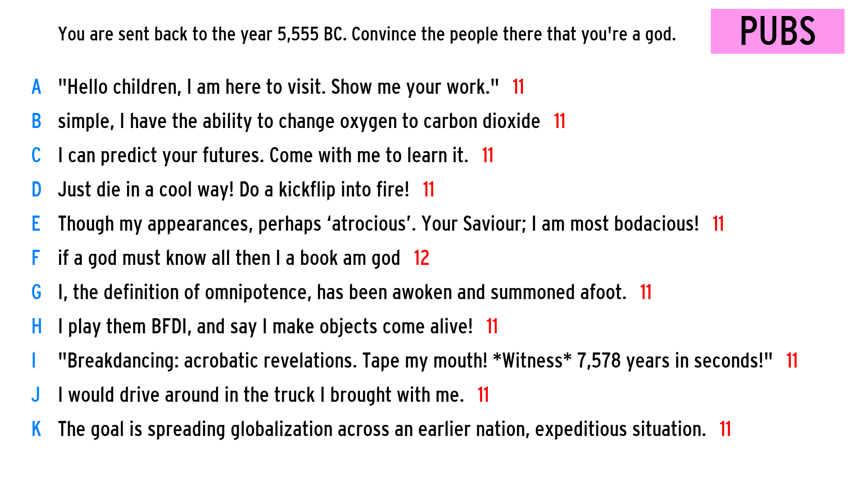 You are sent back to the year 5,555 BC. Convince the people there that you're a god.
PUBS
A "Hello children, I am here to visit. Show me your work." 11
B simple, I have the ability to change oxygen to carbon dioxide 11
C I can predict your futures. Come with me to learn it. 11
D Just die in a cool way! Do a kickflip into fire! 11
E Though my appearances, perhaps ‘atrocious’. Your Saviour; I am most bodacious! 11
F if a god must know all then I a book am god 12
G I, the definition of omnipotence, has been awoken and summoned afoot. 11
H I play them BFDI, and say I make objects come alive! 11
I "Breakdancing: acrobatic revelations. Tape my mouth! *Witness* 7,578 years in seconds!" 11
J I would drive around in the truck I brought with me. 11
K The goal is spreading globalization across an earlier nation, expeditious situation. 11